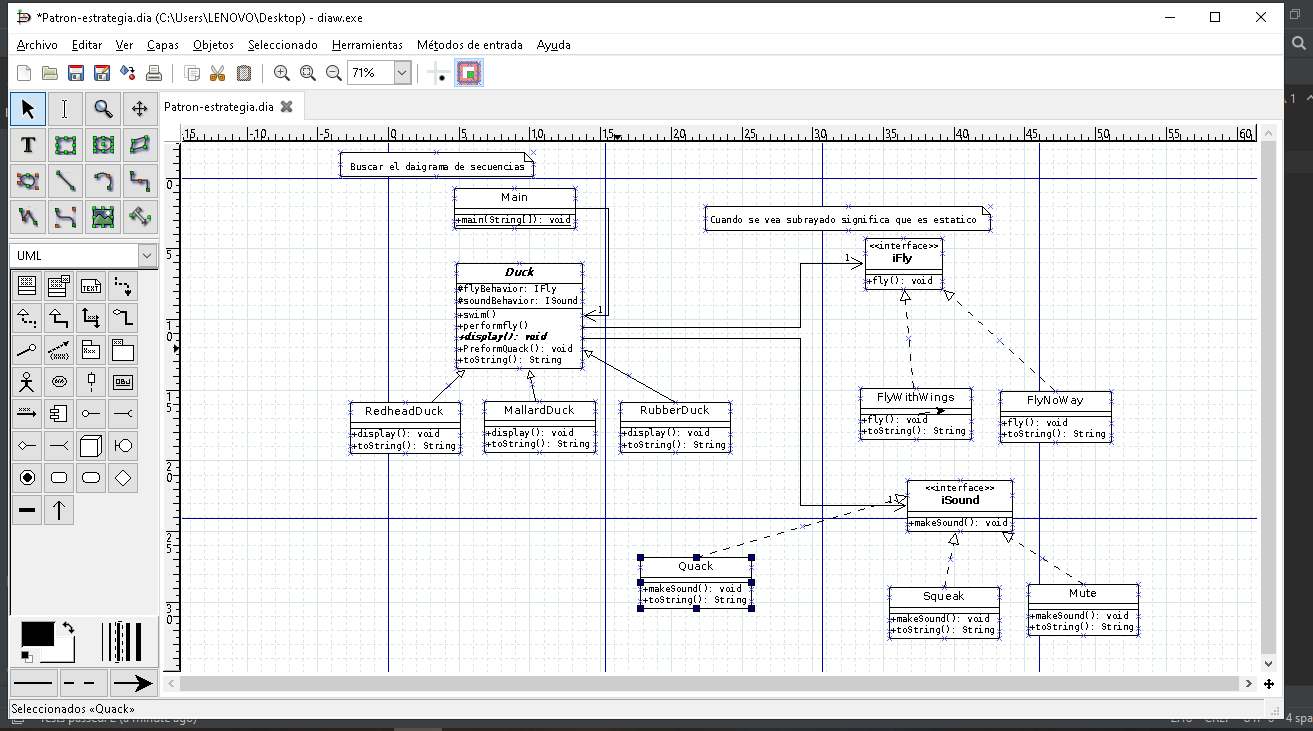 *Patron-estrategia.dia (C:\Users\LENOVO\Desktop) - diaw.exe
Archivo Editar Ver Capas Objetos Seleccionado Herramientas Métodos de entrada Ayuda
71%
Patron-estrategia.dia
-15 -10 -5 0 5 10 15 20 25 30 35 40 45 50 55 60
Buscar el daigrama de secuencias
Main
+main(String[]): void
Cuando se vea subrayado significa que es estatico
<<interface>>
iFly
+fly(): void
1
Duck
#flyBehavior: IFly
#soundBehavior: ISound
+swim()
+performfly()
+display(): void
+PreformQuack(): void
+toString(): String
1
RedheadDuck
+display(): void
+toString(): String
MallardDuck
+display(): void
+toString(): String
RubberDuck
+display(): void
+toString(): String
FlyWithWings
+fly(): void
+toString(): String
FlyNoWay
+fly(): void
+toString(): String
<<interface>>
iSound
+makeSound(): void
1
Quack
+makeSound(): void
+toString(): String
Squeak
+makeSound(): void
+toString(): String
Mute
+makeSound(): void
+toString(): String
0
5
10
15
20
25
30
UML
TEXT
OBJ
Seleccionados «Quack»
1
4 spa